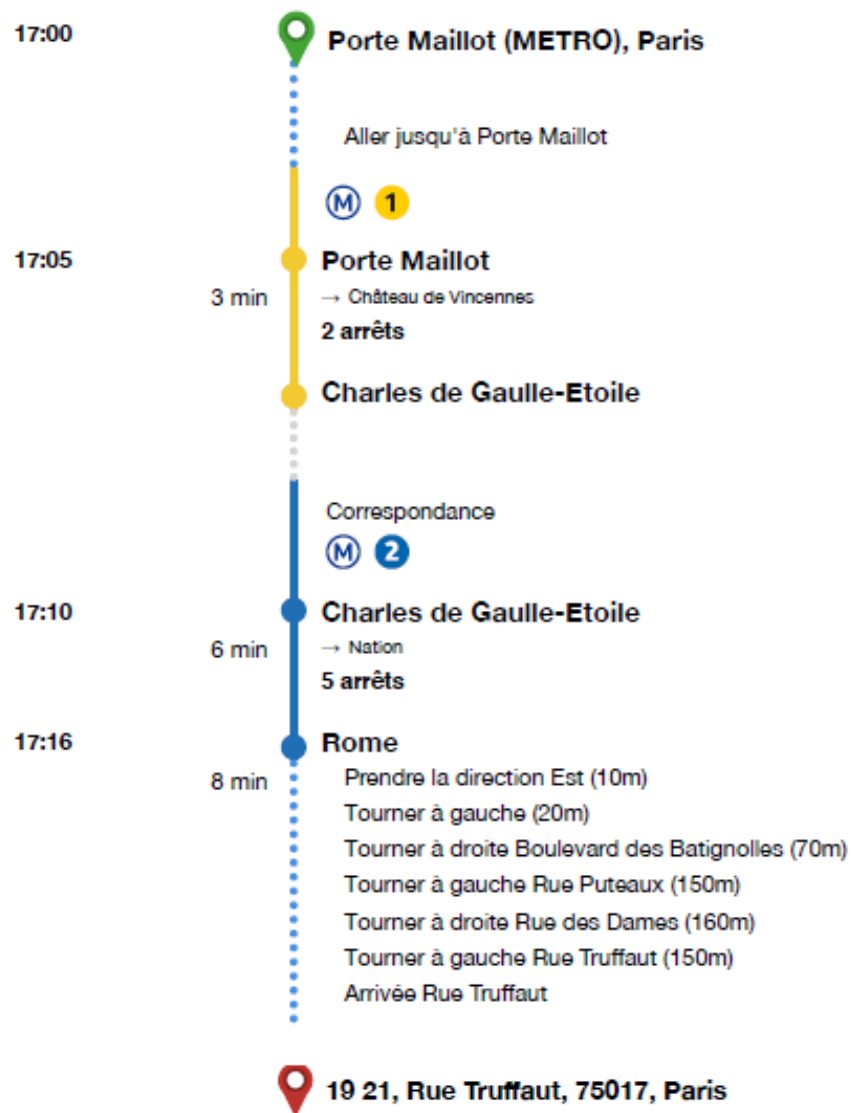 17:00
Porte Maillot (METRO), Paris
Aller jusqu'à Porte Maillot
M 1
17:05
Porte Maillot
3 min
→ Château de Vincennes
2 arrêts
Charles de Gaulle-Etoile
Correspondance
M 2
17:10
Charles de Gaulle-Etoile
6 min
→ Nation
5 arrêts
17:16
Rome
8 min
Prendre la direction Est (10m)
Tourner à gauche (20m)
Tourner à droite Boulevard des Batignolles (70m)
Tourner à gauche Rue Puteaux (150m)
Tourner à droite Rue des Dames (160m)
Tourner à gauche Rue Truffaut (150m)
Arrivée Rue Truffaut
19 21, Rue Truffaut, 75017, Paris